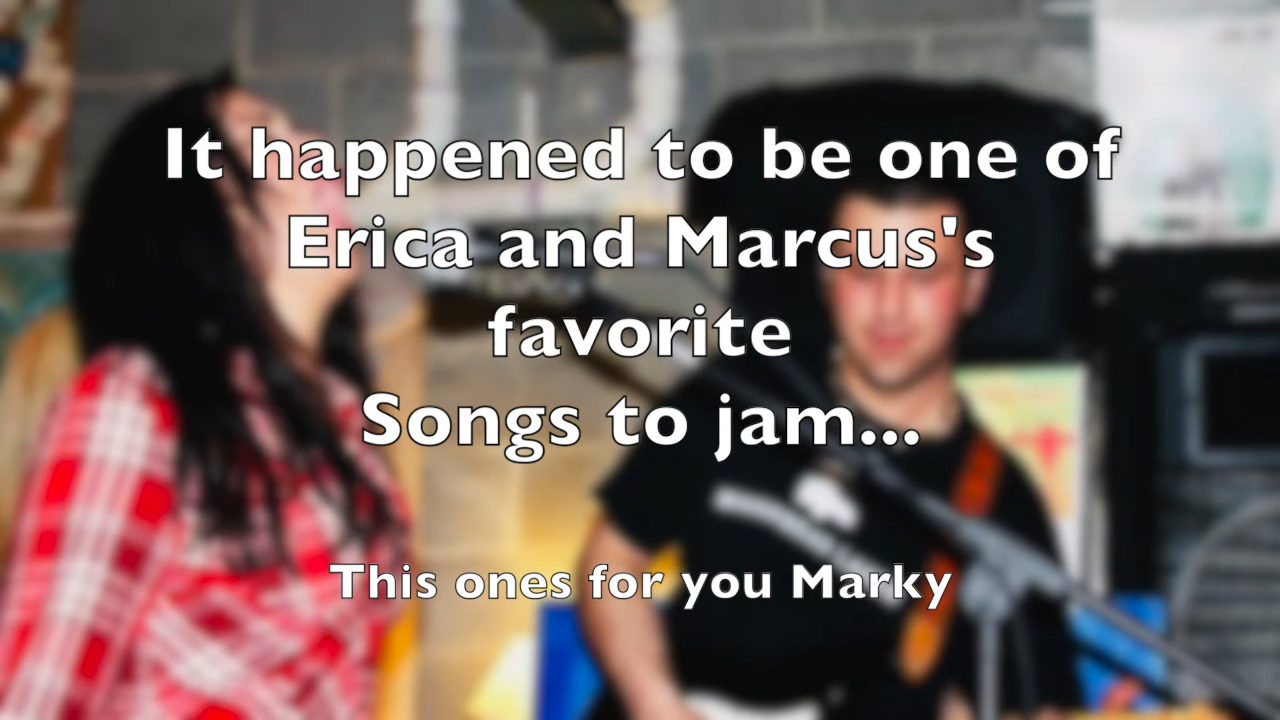 It happened to be one of
Erica and Marcus's
favorite
Songs to jam...
This ones for you Marky